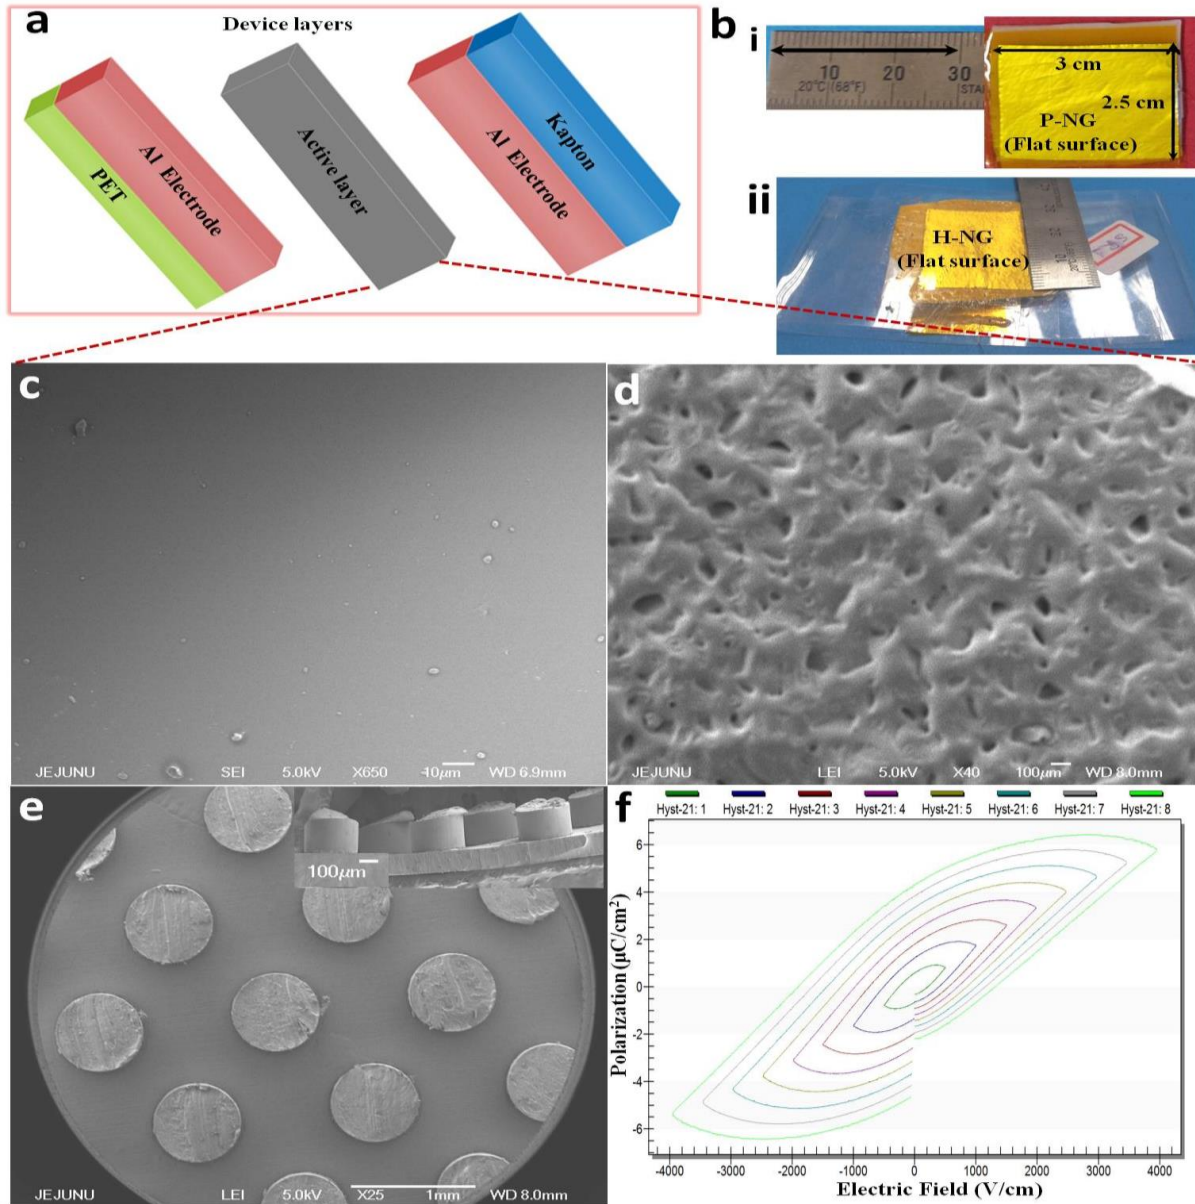 a
Device layers
PET
Al Electrode
Active layer
Al Electrode
Kapton
b
i
10 20 30
20°C (68°F)
STA
3 cm
2.5 cm
P-NG
(Flat surface)
ii
H-NG
(Flat surface)
c
JEJUNU SEI 5.0kV X650 10μm WD 6.9mm
d
JEJUNU LEI 5.0kV X40 100μm WD 8.0mm
e
100μm
JEJUNU LEI 5.0kV X25 1mm WD 8.0mm
f
Hyst-21: 1 Hyst-21: 2 Hyst-21: 3 Hyst-21: 4 Hyst-21: 5 Hyst-21: 6 Hyst-21: 7 Hyst-21: 8
Polarization (μC/cm²)
6
4
2
0
-2
-4
-6
-4000 -3000 -2000 -1000 0 1000 2000 3000 4000
Electric Field (V/cm)